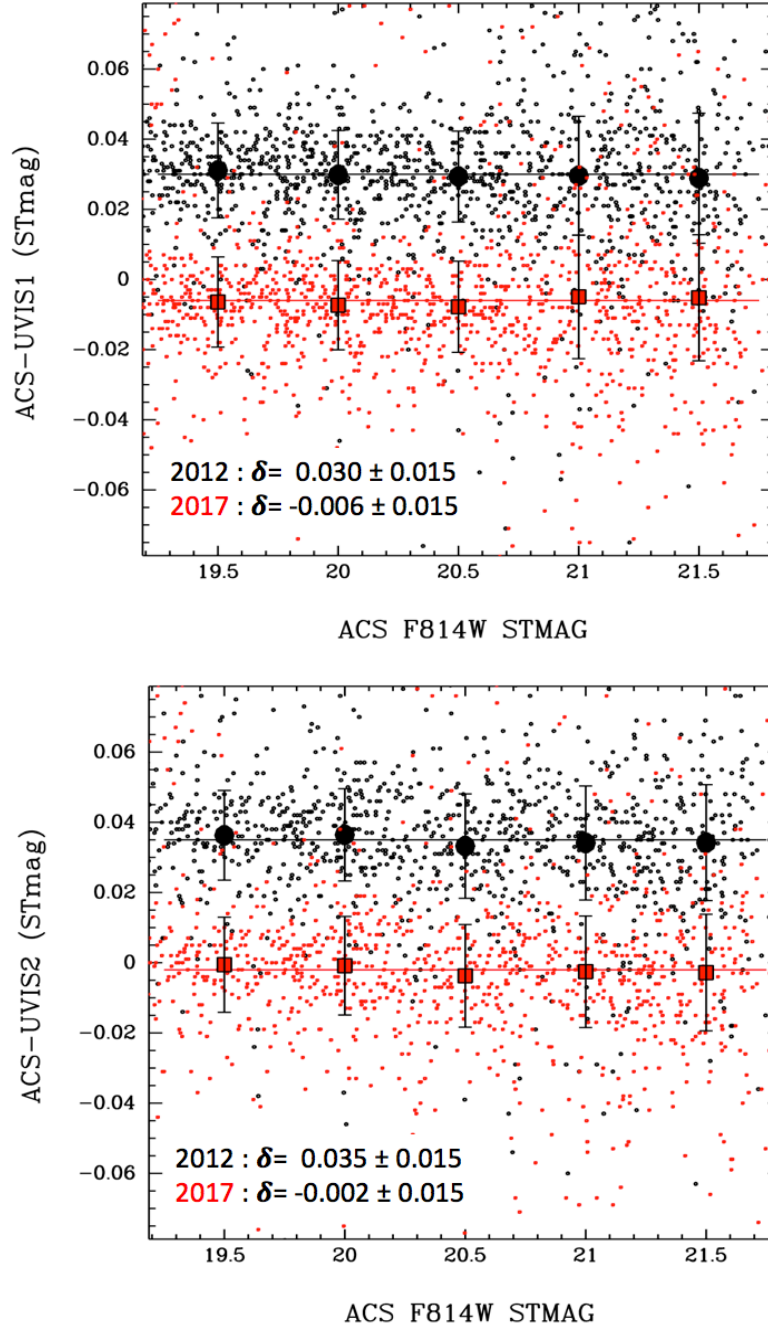 0.06
0.04
0.02
0
−0.02
−0.04
−0.06
ACS−UVIS1 (STmag)
2012 : δ= 0.030 ± 0.015
2017 : δ= -0.006 ± 0.015
19.5 20 20.5 21 21.5
ACS F814W STMAG
0.06
0.04
0.02
0
−0.02
−0.04
−0.06
ACS−UVIS2 (STmag)
2012 : δ= 0.035 ± 0.015
2017 : δ= -0.002 ± 0.015
19.5 20 20.5 21 21.5
ACS F814W STMAG